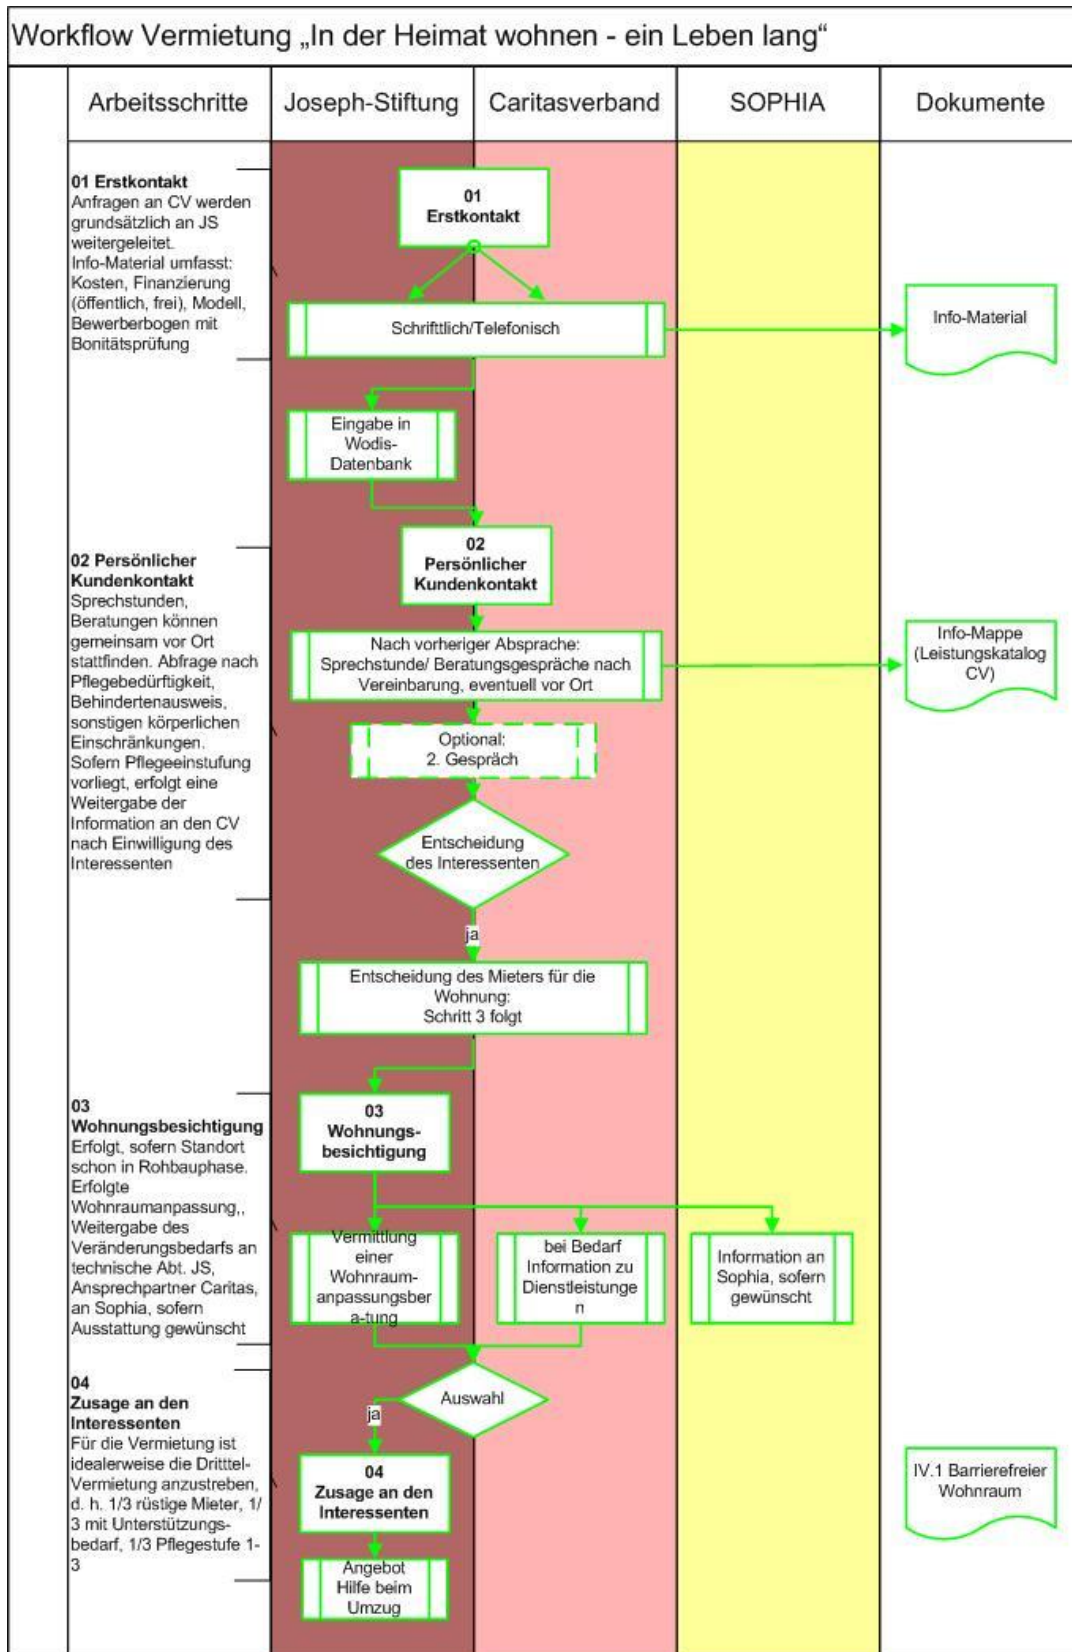 Workflow Vermietung „In der Heimat wohnen - ein Leben lang“
Arbeitsschritte
Joseph-Stiftung
Caritasverband
SOPHIA
Dokumente
01 Erstkontakt
Anfragen an CV werden
grundsätzlich an JS
weitergeleitet.
Info-Material umfasst:
Kosten, Finanzierung
(öffentlich, frei), Modell,
Bewerberbogen mit
Bonitätsprüfung
01
Erstkontakt
Schrifttlich/Telefonisch
Info-Material
Eingabe in
Wodis-
Datenbank
02 Persönlicher
Kundenkontakt
Sprechstunden,
Beratungen können
gemeinsam vor Ort
stattfinden. Abfrage nach
Pflegebedürftigkeit,
Behindertenausweis,
sonstigen körperlichen
Einschränkungen.
Sofern Pflegeeinstufung
vorliegt, erfolgt eine
Weitergabe der
Information an den CV
nach Einwilligung des
Interessenten
02
Persönlicher
Kundenkontakt
Nach vorheriger Absprache:
Sprechstunde/ Beratungsgespräche nach
Vereinbarung, eventuell vor Ort
Info-Mappe
(Leistungskatalog
CV)
Optional:
2. Gespräch
Entscheidung
des Interessenten
ja
Entscheidung des Mieters für die
Wohnung:
Schritt 3 folgt
03
Wohnungsbesichtigung
Erfolgt, sofern Standort
schon in Rohbauphase.
Erfolgte
Wohnraumanpassung,,
Weitergabe des
Veränderungsbedarfs an
technische Abt. JS,
Ansprechpartner Caritas,
an Sophia, sofern
Ausstattung gewünscht
03
Wohnungs-
besichtigung
Vermittlung
einer
Wohnraum-
anpassungsber
a-tung
bei Bedarf
Information zu
Dienstleistunge
n
Information an
Sophia, sofern
gewünscht
04
Zusage an den
Interessenten
Für die Vermietung ist
idealerweise die Dritttel-
Vermietung anzustreben,
d. h. 1/3 rüstige Mieter, 1/
3 mit Unterstützungs-
bedarf, 1/3 Pflegestufe 1-
3
Auswahl
ja
04
Zusage an den
Interessenten
IV.1 Barrierefreier
Wohnraum
Angebot
Hilfe beim
Umzug